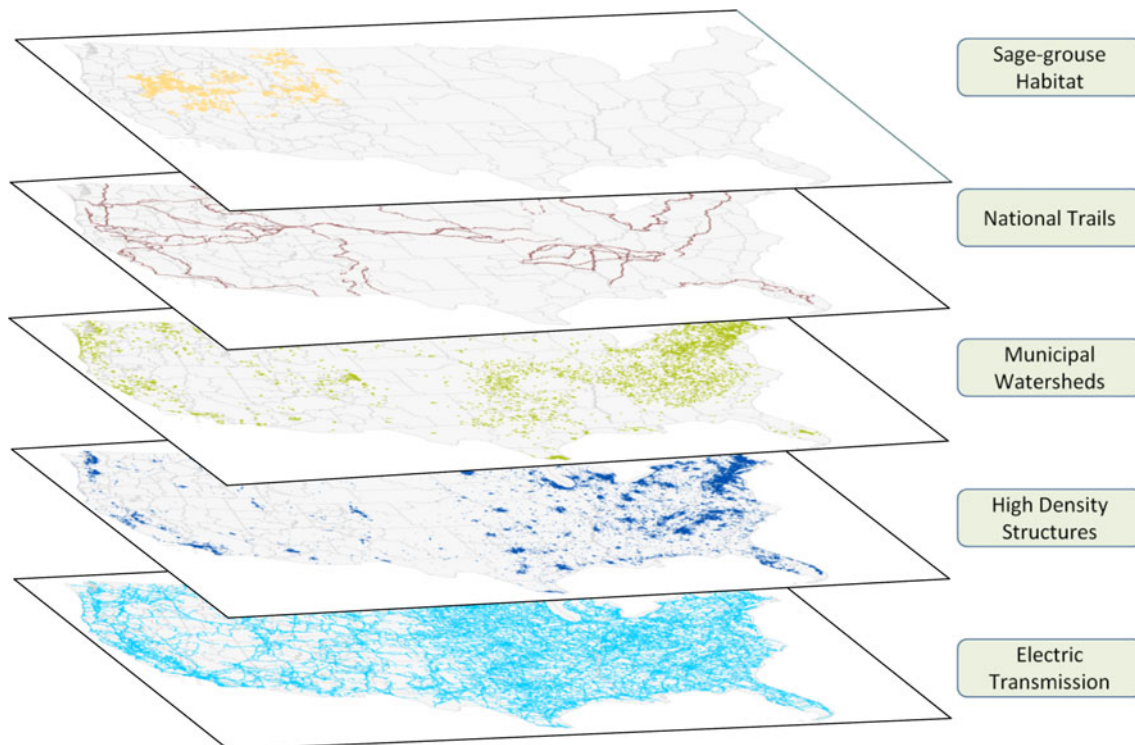 Sage-grouse
Habitat
National Trails
Municipal
Watersheds
High Density
Structures
Electric
Transmission